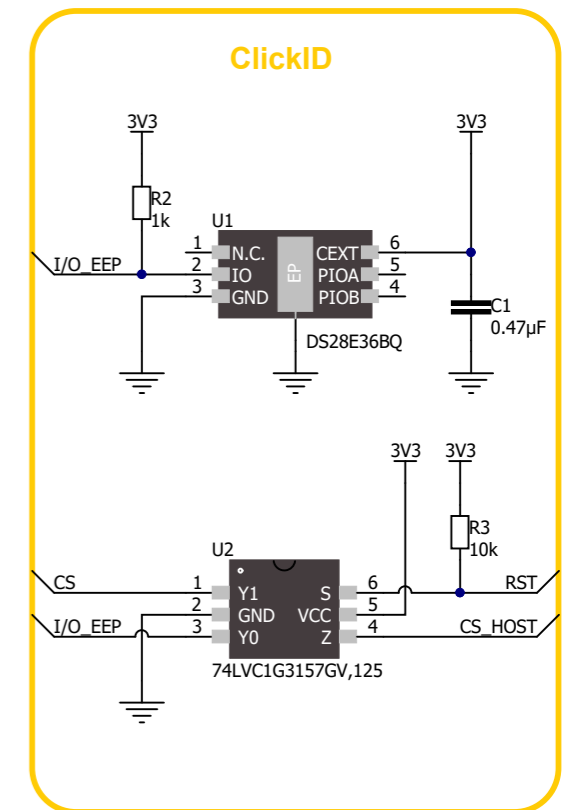 ClickID
3V3 3V3
R2
1k
U1
I/O_EEP
1 N.C. CEXT 6
2 IO EP PIOA 5
3 GND PIOB 4
C1
0.47µF
DS28E36BQ
3V3 3V3
R3
10k
U2
CS 1 Y1 S 6 RST
2 GND VCC 5
I/O_EEP 3 Y0 Z 4 CS_HOST
74LVC1G3157GV,125